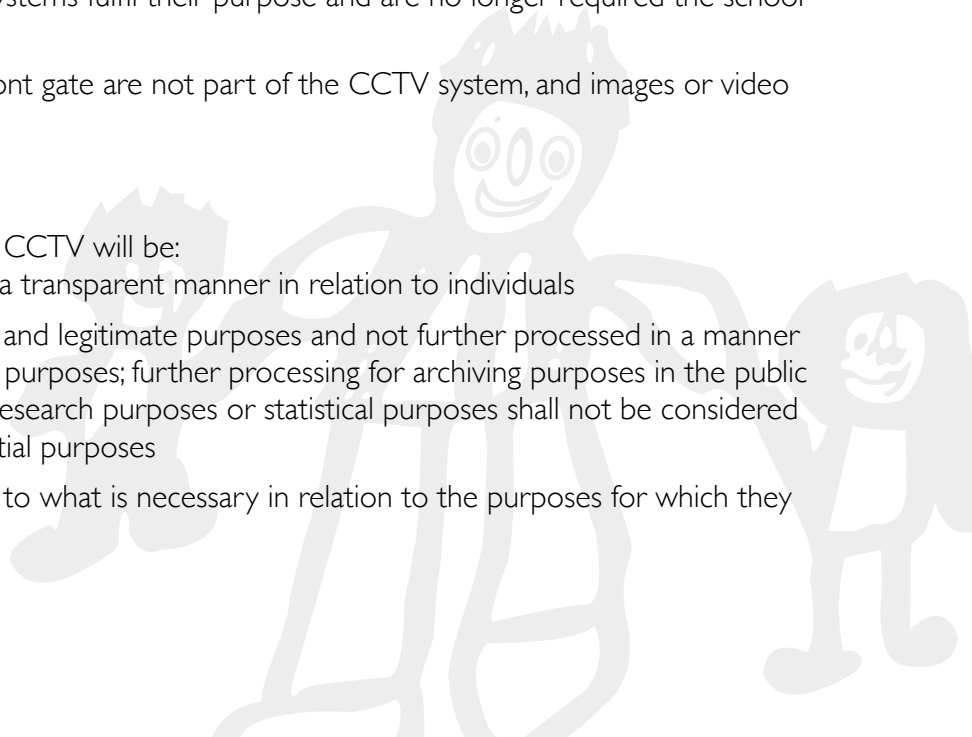 fulfil their purpose and are no longer required the school
ont gate are not part of the CCTV system, and images or video
CCTV will be:
a transparent manner in relation to individuals
and legitimate purposes and not further processed in a manner
purposes; further processing for archiving purposes in the public
esearch purposes or statistical purposes shall not be considered
tial purposes
to what is necessary in relation to the purposes for which they